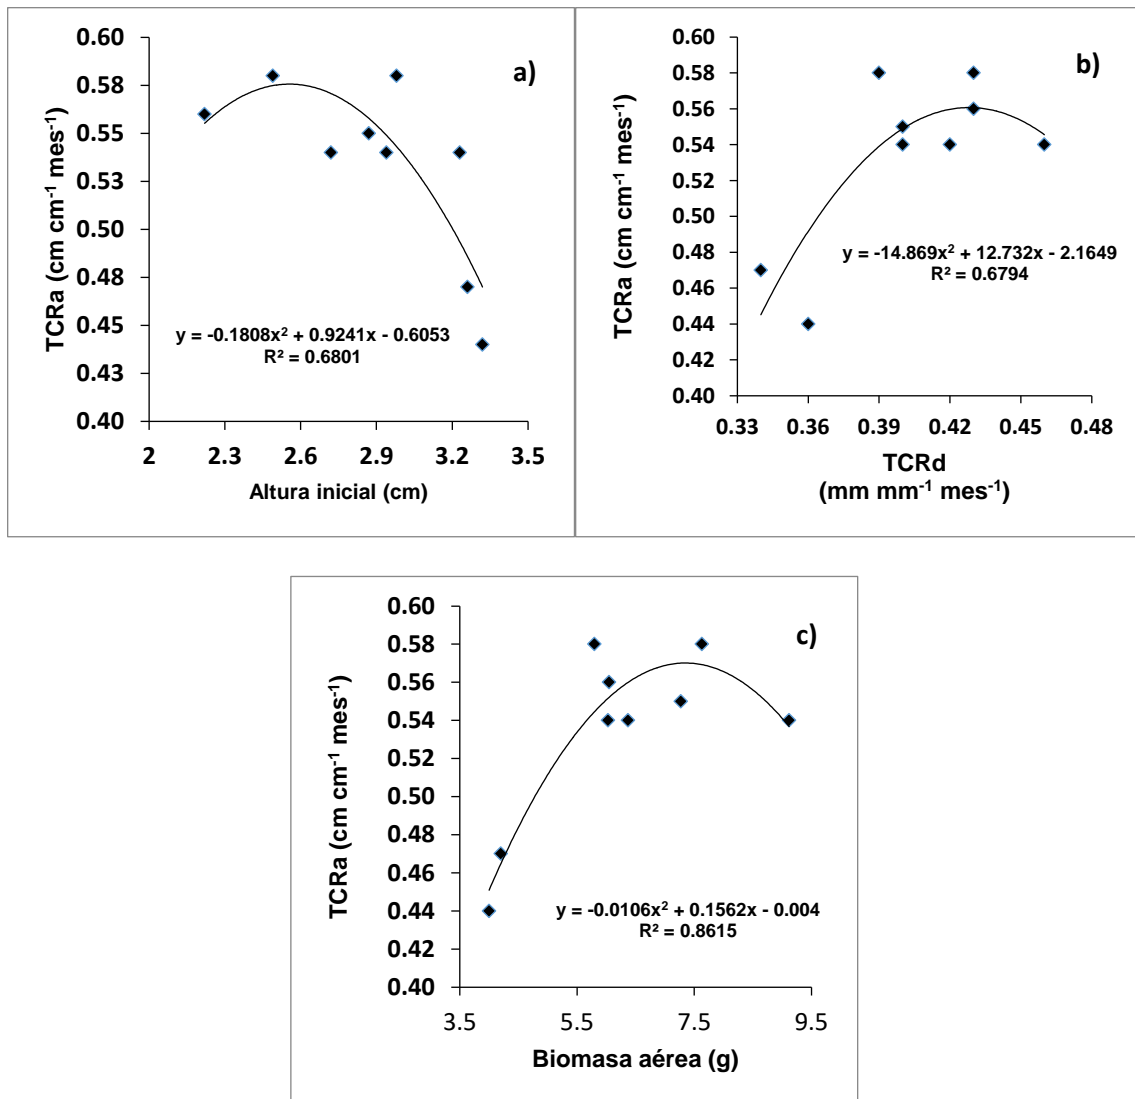 a)
TCRa (cm cm⁻¹ mes⁻¹)
0.60
0.58
0.55
0.53
0.50
0.48
0.45
0.43
0.40
y = -0.1808x² + 0.9241x - 0.6053
R² = 0.6801
2 2.3 2.6 2.9 3.2 3.5
Altura inicial (cm)
b)
TCRa (cm cm⁻¹ mes⁻¹)
0.60
0.58
0.56
0.54
0.52
0.50
0.48
0.46
0.44
0.42
0.40
y = -14.869x² + 12.732x - 2.1649
R² = 0.6794
0.33 0.36 0.39 0.42 0.45 0.48
TCRd
(mm mm⁻¹ mes⁻¹)
c)
TCRa (cm cm⁻¹ mes⁻¹)
0.60
0.58
0.56
0.54
0.52
0.50
0.48
0.46
0.44
0.42
0.40
y = -0.0106x² + 0.1562x - 0.004
R² = 0.8615
3.5 5.5 7.5 9.5
Biomasa aérea (g)